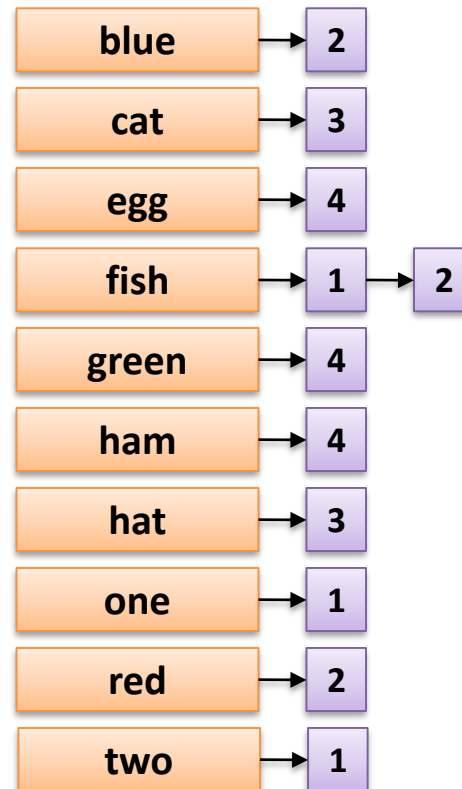 blue 2
cat 3
egg 4
fish 1 2
green 4
ham 4
hat 3
one 1
red 2
two 1